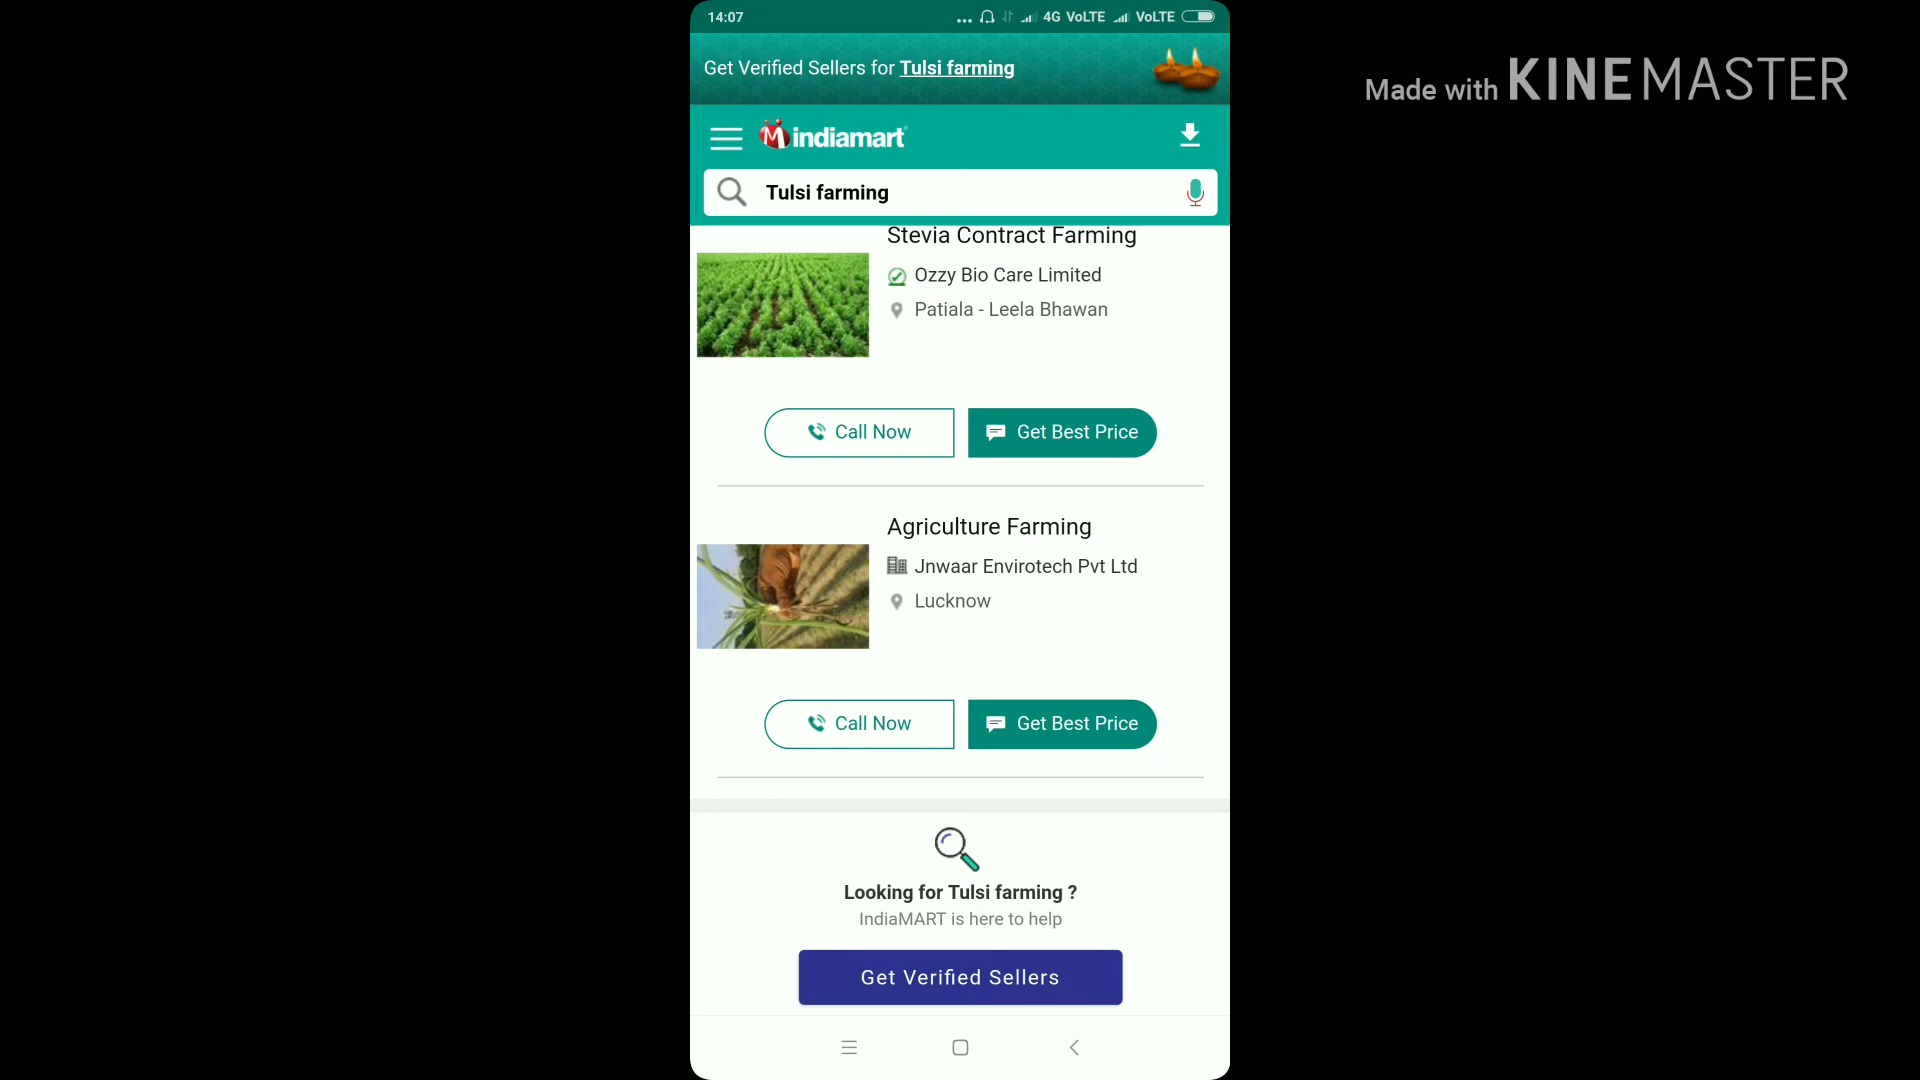 14:07
4G VoLTE VoLTE
Made with KINEMASTER
Get Verified Sellers for Tulsi farming
indiamart
Tulsi farming
Stevia Contract Farming
Ozzy Bio Care Limited
Patiala - Leela Bhawan
Call Now
Get Best Price
Agriculture Farming
Jnwaar Envirotech Pvt Ltd
Lucknow
Call Now
Get Best Price
Looking for Tulsi farming ?
IndiaMART is here to help
Get Verified Sellers